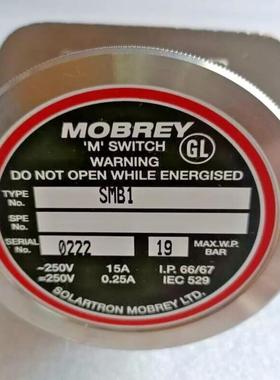 MOBREY
'M' SWITCH GL
WARNING
DO NOT OPEN WHILE ENERGISED
TYPE No. SMB1
SPE No.
SERIAL No. 0222 19 MAX.W.P. BAR
~250V 15A I.P. 66/67
=250V 0.25A IEC 529
SOLARTRON MOBREY LTD.